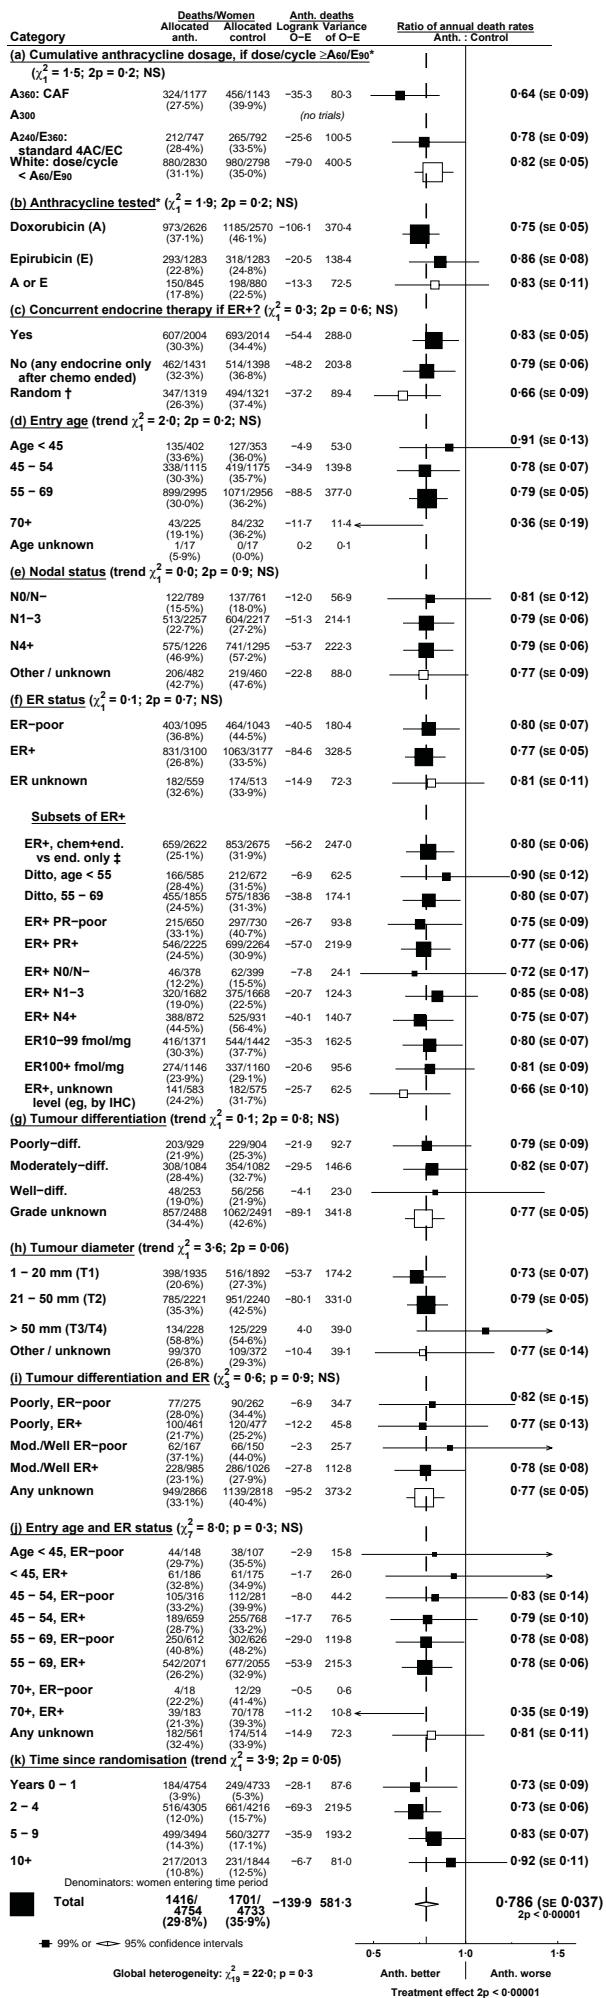 Deaths/Women Anth. deaths
Allocated Allocated Logrank Variance Ratio of annual death rates
Category anth. control O−E of O−E Anth. : Control
(a) Cumulative anthracycline dosage, if dose/cycle ≥A60/E90*
(χ²₁ = 1·5; 2p = 0·2; NS)
A360: CAF 324/1177 456/1143 −35·3 80·3 0·64 (SE 0·09)
(27·5%) (39·9%)
A300 (no trials)
A240/E360: 212/747 265/792 −25·6 100·5 0·78 (SE 0·09)
standard 4AC/EC (28·4%) (33·5%)
White: dose/cycle 880/2830 980/2798 −79·0 400·5 0·82 (SE 0·05)
< A60/E90 (31·1%) (35·0%)
(b) Anthracycline tested* (χ²₁ = 1·9; 2p = 0·2; NS)
Doxorubicin (A) 973/2626 1185/2570 −106·1 370·4 0·75 (SE 0·05)
(37·1%) (46·1%)
Epirubicin (E) 293/1283 318/1283 −20·5 138·4 0·86 (SE 0·08)
(22·8%) (24·8%)
A or E 150/845 198/880 −13·3 72·5 0·83 (SE 0·11)
(17·8%) (22·5%)
(c) Concurrent endocrine therapy if ER+? (χ²₁ = 0·3; 2p = 0·6; NS)
Yes 607/2004 693/2014 −54·4 288·0 0·83 (SE 0·05)
(30·3%) (34·4%)
No (any endocrine only 462/1431 514/1398 −48·2 203·8 0·79 (SE 0·06)
after chemo ended) (32·3%) (36·8%)
Random † 347/1319 494/1321 −37·2 89·4 0·66 (SE 0·09)
(26·3%) (37·4%)
(d) Entry age (trend χ²₁ = 2·0; 2p = 0·2; NS)
Age < 45 135/402 127/353 −4·9 53·0 0·91 (SE 0·13)
(33·6%) (36·0%)
45 − 54 338/1115 419/1175 −34·9 139·8 0·78 (SE 0·07)
(30·3%) (35·7%)
55 − 69 899/2995 1071/2956 −88·5 377·0 0·79 (SE 0·05)
(30·0%) (36·2%)
70+ 43/225 84/232 −11·7 11·4 0·36 (SE 0·19)
(19·1%) (36·2%)
Age unknown 1/17 0/17 0·2 0·1
(5·9%) (0·0%)
(e) Nodal status (trend χ²₁ = 0·0; 2p = 0·9; NS)
N0/N− 122/789 137/761 −12·0 56·9 0·81 (SE 0·12)
(15·5%) (18·0%)
N1−3 513/2257 604/2217 −51·3 214·1 0·79 (SE 0·06)
(22·7%) (27·2%)
N4+ 575/1226 741/1295 −53·7 222·3 0·79 (SE 0·06)
(46·9%) (57·2%)
Other / unknown 206/482 219/460 −22·8 88·0 0·77 (SE 0·09)
(42·7%) (47·6%)
(f) ER status (χ²₁ = 0·1; 2p = 0·7; NS)
ER−poor 403/1095 464/1043 −40·5 180·4 0·80 (SE 0·07)
(36·8%) (44·5%)
ER+ 831/3100 1063/3177 −84·6 328·5 0·77 (SE 0·05)
(26·8%) (33·5%)
ER unknown 182/559 174/513 −14·9 72·3 0·81 (SE 0·11)
(32·6%) (33·9%)
Subsets of ER+
ER+, chem+end. 659/2622 853/2675 −56·2 247·0 0·80 (SE 0·06)
vs end. only ‡ (25·1%) (31·9%)
Ditto, age < 55 166/585 212/672 −6·9 62·5 0·90 (SE 0·12)
(28·4%) (31·5%)
Ditto, 55 − 69 455/1855 575/1836 −38·8 174·1 0·80 (SE 0·07)
(24·5%) (31·3%)
ER+ PR−poor 215/650 297/730 −26·7 93·8 0·75 (SE 0·09)
(33·1%) (40·7%)
ER+ PR+ 546/2225 699/2264 −57·0 219·9 0·77 (SE 0·06)
(24·5%) (30·9%)
ER+ N0/N− 46/378 62/399 −7·8 24·1 0·72 (SE 0·17)
(12·2%) (15·5%)
ER+ N1−3 320/1682 375/1668 −20·7 124·3 0·85 (SE 0·08)
(19·0%) (22·5%)
ER+ N4+ 388/872 525/931 −40·1 140·7 0·75 (SE 0·07)
(44·5%) (56·4%)
ER10−99 fmol/mg 416/1371 544/1442 −35·3 162·5 0·80 (SE 0·07)
(30·3%) (37·7%)
ER100+ fmol/mg 274/1146 337/1160 −20·6 95·6 0·81 (SE 0·09)
(23·9%) (29·1%)
ER+, unknown 141/583 182/575 −25·7 62·5 0·66 (SE 0·10)
level (eg, by IHC) (24·2%) (31·7%)
(g) Tumour differentiation (trend χ²₁ = 0·1; 2p = 0·8; NS)
Poorly−diff. 203/929 229/904 −21·9 92·7 0·79 (SE 0·09)
(21·9%) (25·3%)
Moderately−diff. 308/1084 354/1082 −29·5 146·6 0·82 (SE 0·07)
(28·4%) (32·7%)
Well−diff. 48/253 56/256 −4·1 23·0
(19·0%) (21·9%)
Grade unknown 857/2488 1062/2491 −89·1 341·8 0·77 (SE 0·05)
(34·4%) (42·6%)
(h) Tumour diameter (trend χ²₁ = 3·6; 2p = 0·06)
1 − 20 mm (T1) 398/1935 516/1892 −53·7 174·2 0·73 (SE 0·07)
(20·6%) (27·3%)
21 − 50 mm (T2) 785/2221 951/2240 −80·1 331·0 0·79 (SE 0·05)
(35·3%) (42·5%)
> 50 mm (T3/T4) 134/228 125/229 4·0 39·0
(58·8%) (54·6%)
Other / unknown 99/370 109/372 −10·4 39·1 0·77 (SE 0·14)
(26·8%) (29·3%)
(i) Tumour differentiation and ER (χ²₃ = 0·6; p = 0·9; NS)
Poorly, ER−poor 77/275 90/262 −6·9 34·7 0·82 (SE 0·15)
(28·0%) (34·4%)
Poorly, ER+ 100/461 120/477 −12·2 45·8 0·77 (SE 0·13)
(21·7%) (25·2%)
Mod./Well ER−poor 62/167 66/150 −2·3 25·7
(37·1%) (44·0%)
Mod./Well ER+ 228/985 286/1026 −27·8 112·8 0·78 (SE 0·08)
(23·1%) (27·9%)
Any unknown 949/2866 1139/2818 −95·2 373·2 0·77 (SE 0·05)
(33·1%) (40·4%)
(j) Entry age and ER status (χ²₇ = 8·0; p = 0·3; NS)
Age < 45, ER−poor 44/148 38/107 −2·9 15·8
(29·7%) (35·5%)
< 45, ER+ 61/186 61/175 −1·7 26·0
(32·8%) (34·9%)
45 − 54, ER−poor 105/316 112/281 −8·0 44·2 0·83 (SE 0·14)
(33·2%) (39·9%)
45 − 54, ER+ 189/659 255/768 −17·7 76·5 0·79 (SE 0·10)
(28·7%) (33·2%)
55 − 69, ER−poor 250/612 302/626 −29·0 119·8 0·78 (SE 0·08)
(40·8%) (48·2%)
55 − 69, ER+ 542/2071 677/2055 −53·9 215·3 0·78 (SE 0·06)
(26·2%) (32·9%)
70+, ER−poor 4/18 12/29 −0·5 0·6
(22·2%) (41·4%)
70+, ER+ 39/183 70/178 −11·2 10·8 0·35 (SE 0·19)
(21·3%) (39·3%)
Any unknown 182/561 174/514 −14·9 72·3 0·81 (SE 0·11)
(32·4%) (33·9%)
(k) Time since randomisation (trend χ²₁ = 3·9; 2p = 0·05)
Years 0 − 1 184/4754 249/4733 −28·1 87·6 0·73 (SE 0·09)
(3·9%) (5·3%)
2 − 4 516/4305 661/4216 −69·3 219·5 0·73 (SE 0·06)
(12·0%) (15·7%)
5 − 9 499/3494 560/3277 −35·9 193·2 0·83 (SE 0·07)
(14·3%) (17·1%)
10+ 217/2013 231/1844 −6·7 81·0 0·92 (SE 0·11)
(10·8%) (12·5%)
Denominators: women entering time period
Total 1416/ 1701/ −139·9 581·3 0·786 (SE 0·037)
4754 4733 2p < 0·00001
(29·8%) (35·9%)
99% or 95% confidence intervals
0·5 1·0 1·5
Global heterogeneity: χ²₁₉ = 22·0; p = 0·3 Anth. better Anth. worse
Treatment effect 2p < 0·00001